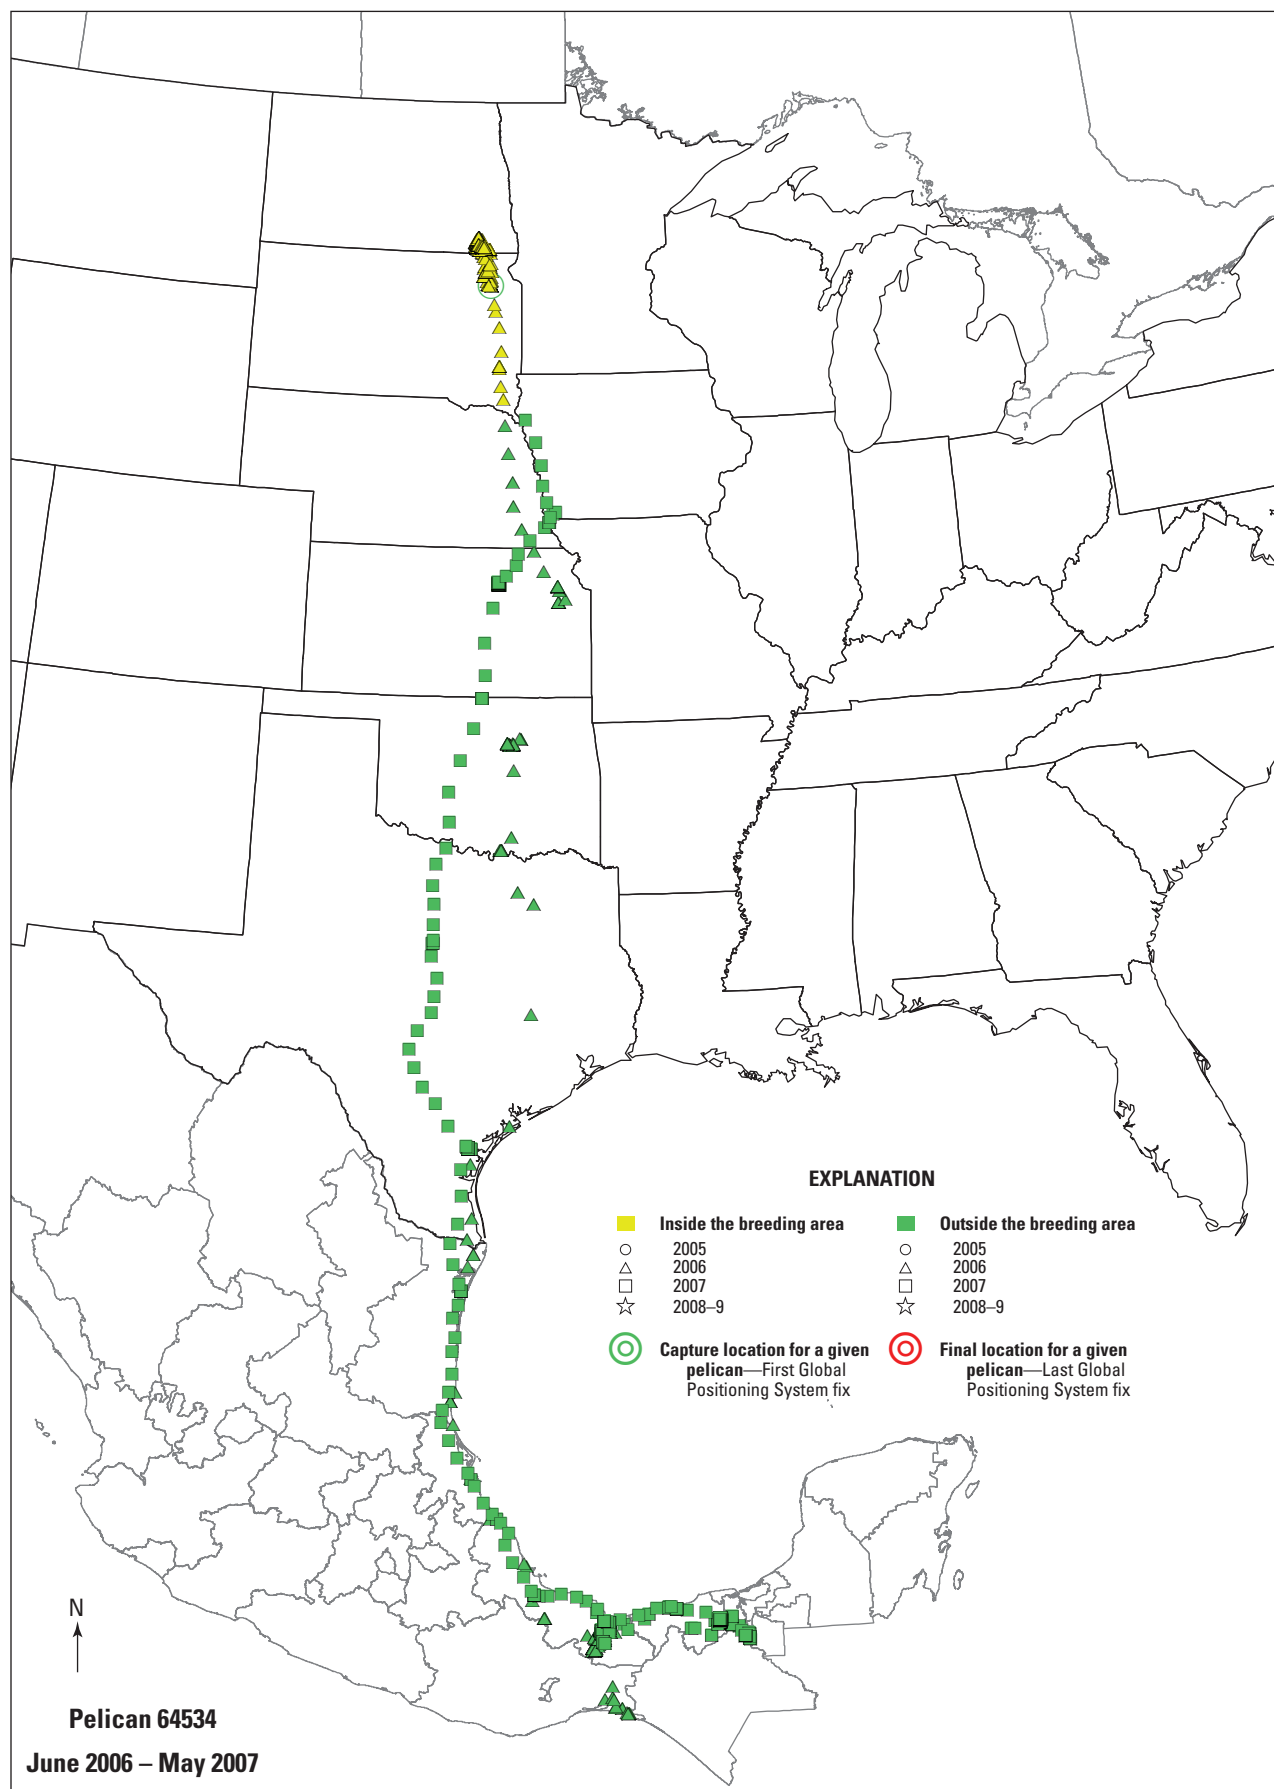 EXPLANATION
Inside the breeding area
2005
2006
2007
2008–9
Capture location for a given
pelican—First Global
Positioning System fix
Outside the breeding area
2005
2006
2007
2008–9
Final location for a given
pelican—Last Global
Positioning System fix
N
Pelican 64534
June 2006 – May 2007